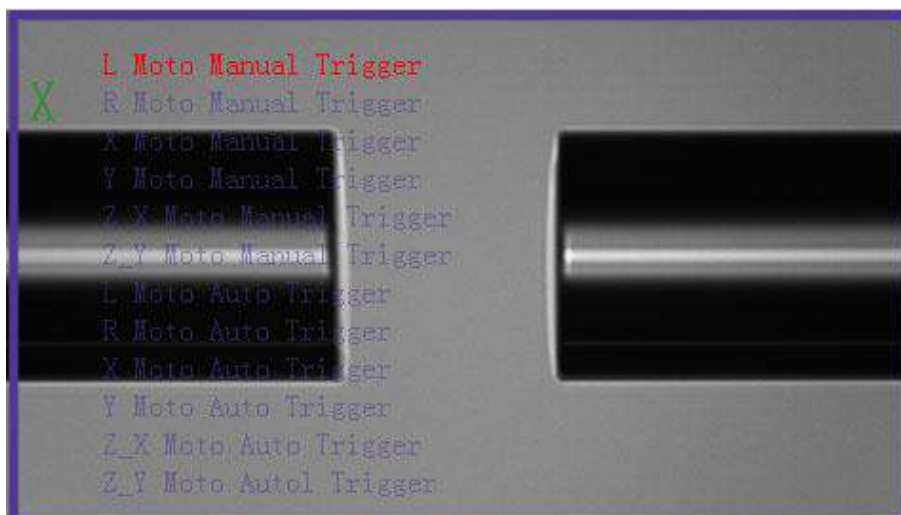 L Moto Manual Trigger
X
R Moto Manual Trigger
X Moto Manual Trigger
Y Moto Manual Trigger
Z_X Moto Manual Trigger
Z_Y Moto Manual Trigger
L Moto Auto Trigger
R Moto Auto Trigger
X Moto Auto Trigger
Y Moto Auto Trigger
Z_X Moto Auto Trigger
Z_Y Moto Autol Trigger